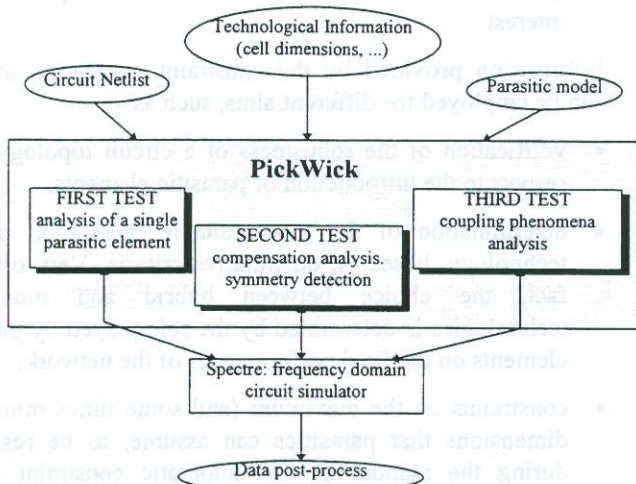 Technological Information
(cell dimensions, ...)
Circuit Netlist
Parasitic model
PickWick
FIRST TEST
analysis of a single
parasitic element
SECOND TEST
compensation analysis,
symmetry detection
THIRD TEST
coupling phenomena
analysis
Spectre: frequency domain
circuit simulator
Data post-process